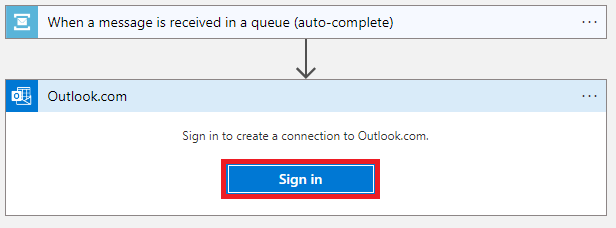 When a message is received in a queue (auto-complete)
Outlook.com
Sign in to create a connection to Outlook.com.
Sign in